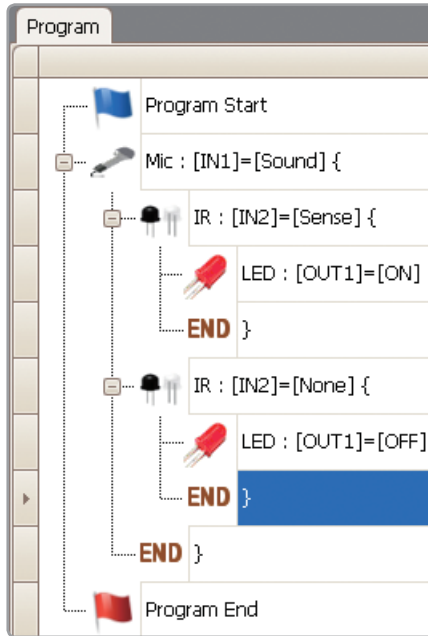 Program
Program Start
Mic : [IN1]=[Sound] {
IR : [IN2]=[Sense] {
LED : [OUT1]=[ON]
END }
IR : [IN2]=[None] {
LED : [OUT1]=[OFF]
END }
END }
Program End